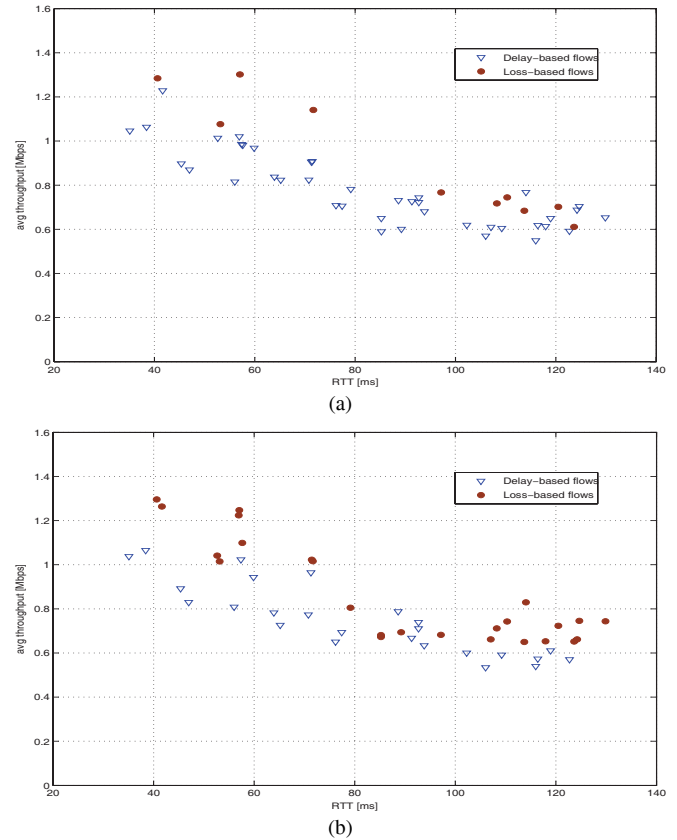 1.6
1.4
1.2
1
0.8
0.6
0.4
0.2
0
avg throughput [Mbps]
Delay-based flows
Loss-based flows
20 40 60 80 100 120 140
RTT [ms]
(a)
1.6
1.4
1.2
1
0.8
0.6
0.4
0.2
0
avg throughput [Mbps]
Delay-based flows
Loss-based flows
20 40 60 80 100 120 140
RTT [ms]
(b)